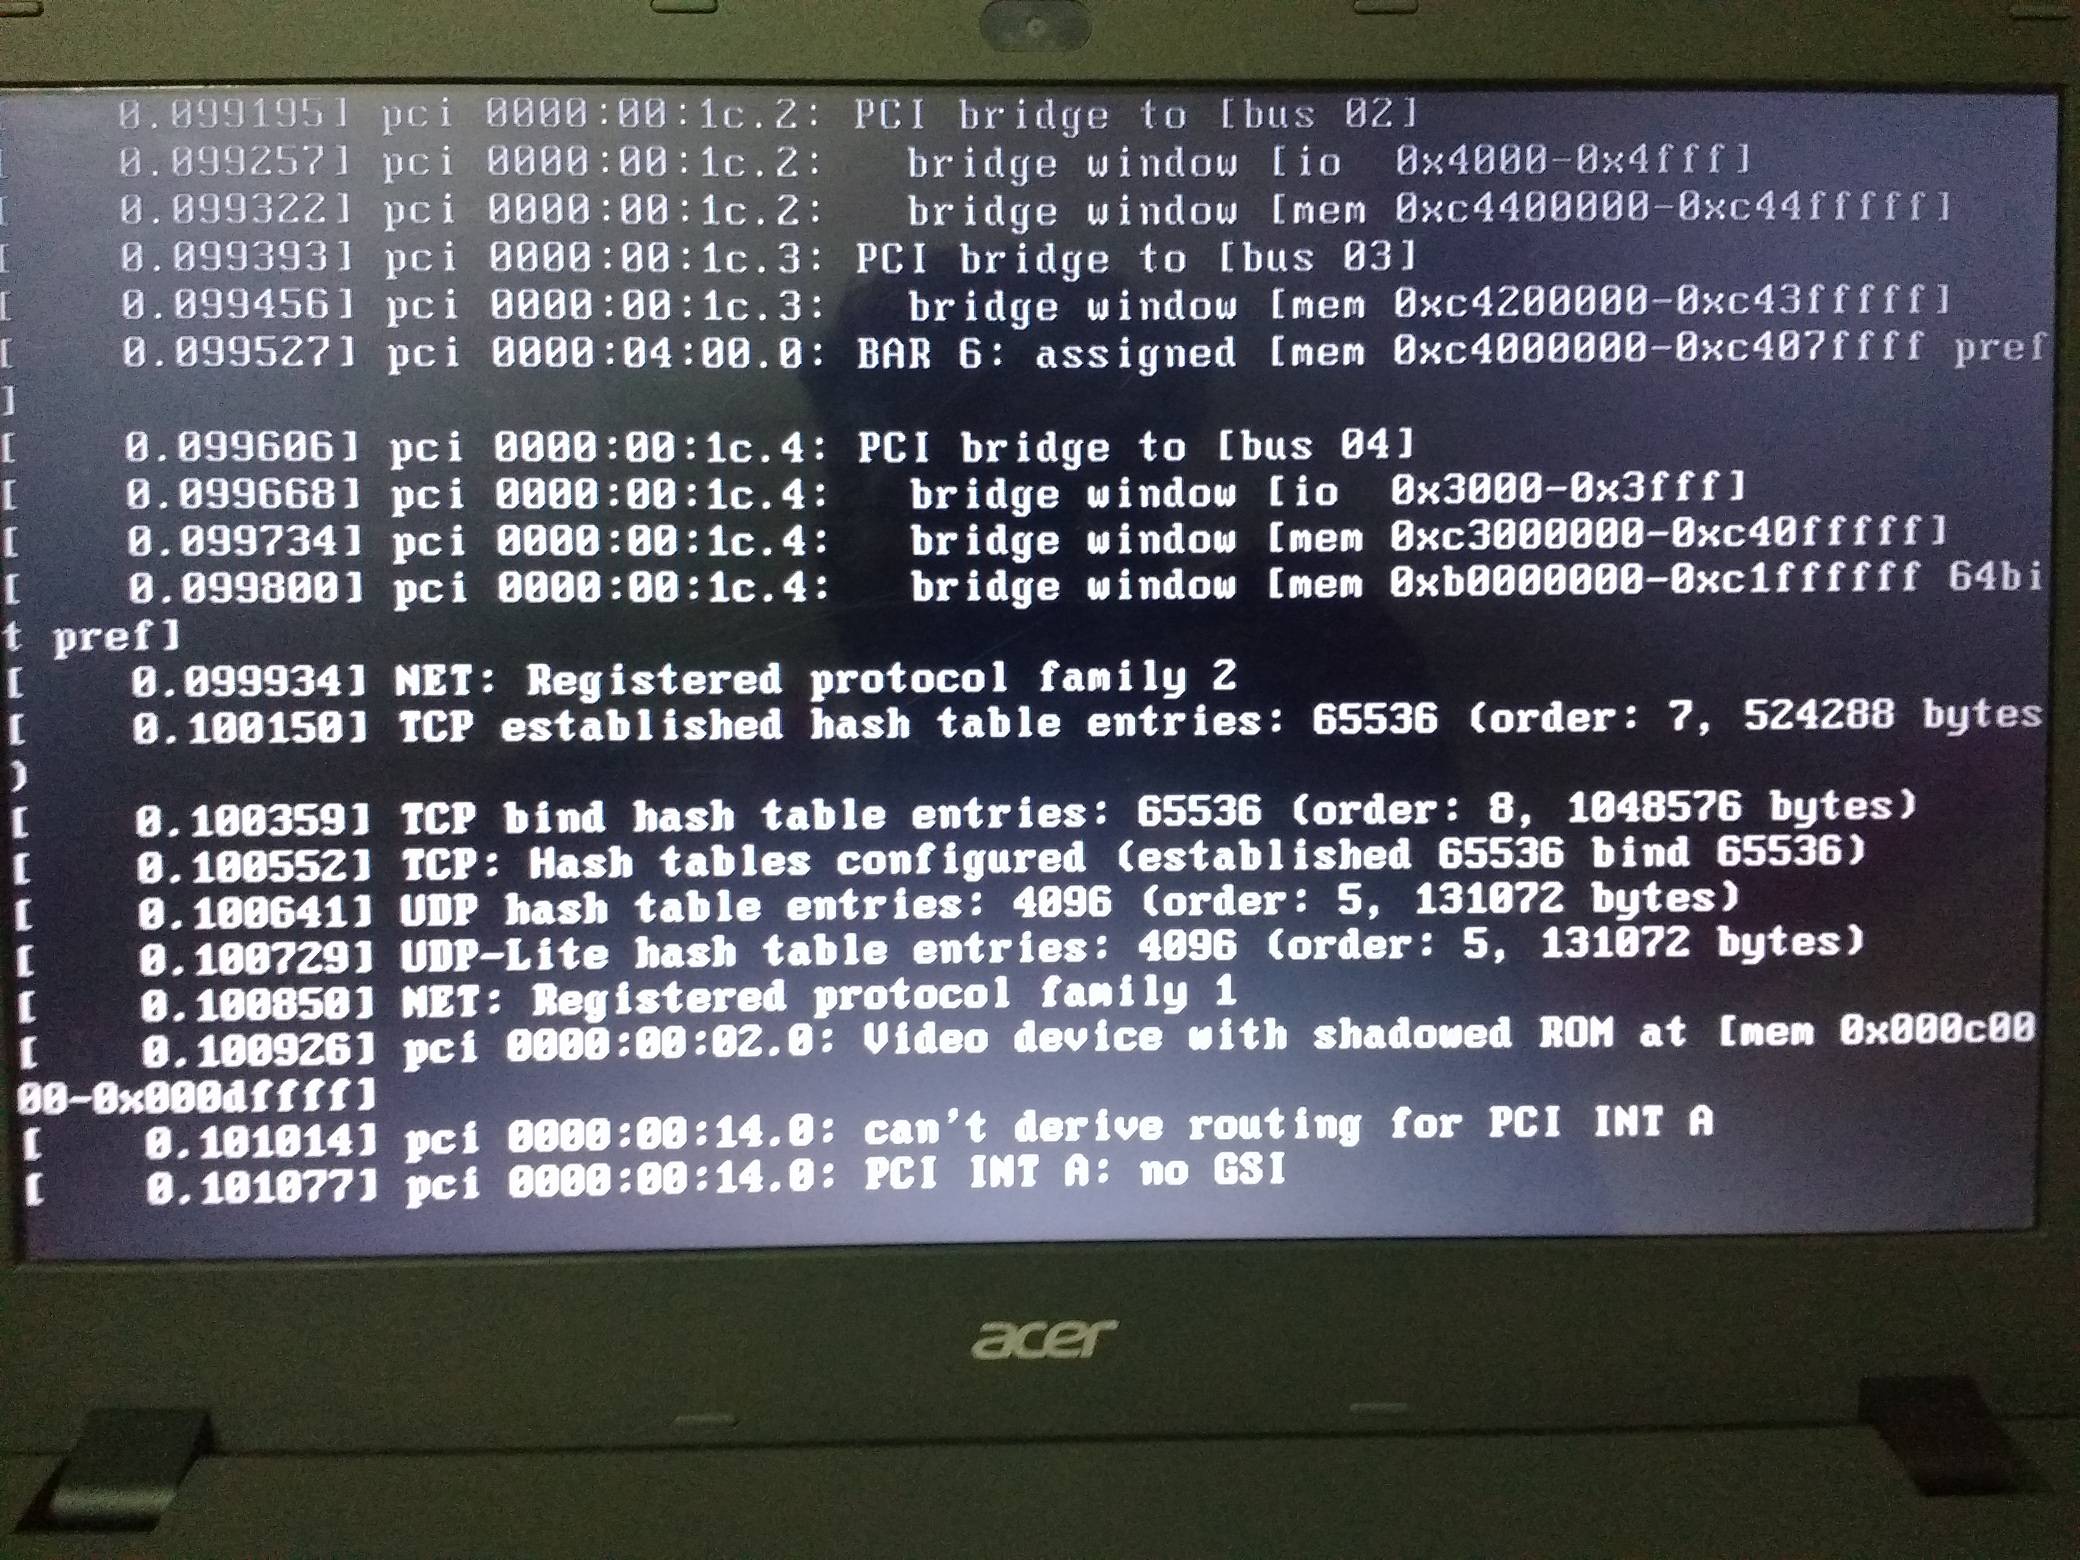 0.099195] pci 0000:00:1c.2: PCI bridge to [bus 02]
[    0.099257] pci 0000:00:1c.2:   bridge window [io  0x4000-0x4fff]
[    0.099322] pci 0000:00:1c.2:   bridge window [mem 0xc4400000-0xc44fffff]
[    0.099393] pci 0000:00:1c.3: PCI bridge to [bus 03]
[    0.099456] pci 0000:00:1c.3:   bridge window [mem 0xc4200000-0xc43fffff]
[    0.099527] pci 0000:04:00.0: BAR 6: assigned [mem 0xc4000000-0xc407ffff pref
]
[    0.099606] pci 0000:00:1c.4: PCI bridge to [bus 04]
[    0.099668] pci 0000:00:1c.4:   bridge window [io  0x3000-0x3fff]
[    0.099734] pci 0000:00:1c.4:   bridge window [mem 0xc3000000-0xc40fffff]
[    0.099800] pci 0000:00:1c.4:   bridge window [mem 0xb0000000-0xc1ffffff 64bi
t pref]
[    0.099934] NET: Registered protocol family 2
[    0.100150] TCP established hash table entries: 65536 (order: 7, 524288 bytes
)
[    0.100359] TCP bind hash table entries: 65536 (order: 8, 1048576 bytes)
[    0.100552] TCP: Hash tables configured (established 65536 bind 65536)
[    0.100641] UDP hash table entries: 4096 (order: 5, 131072 bytes)
[    0.100729] UDP-Lite hash table entries: 4096 (order: 5, 131072 bytes)
[    0.100850] NET: Registered protocol family 1
[    0.100926] pci 0000:00:02.0: Video device with shadowed ROM at [mem 0x000c00
00-0x000dffff]
[    0.101014] pci 0000:00:14.0: can't derive routing for PCI INT A
[    0.101077] pci 0000:00:14.0: PCI INT A: no GSI
acer